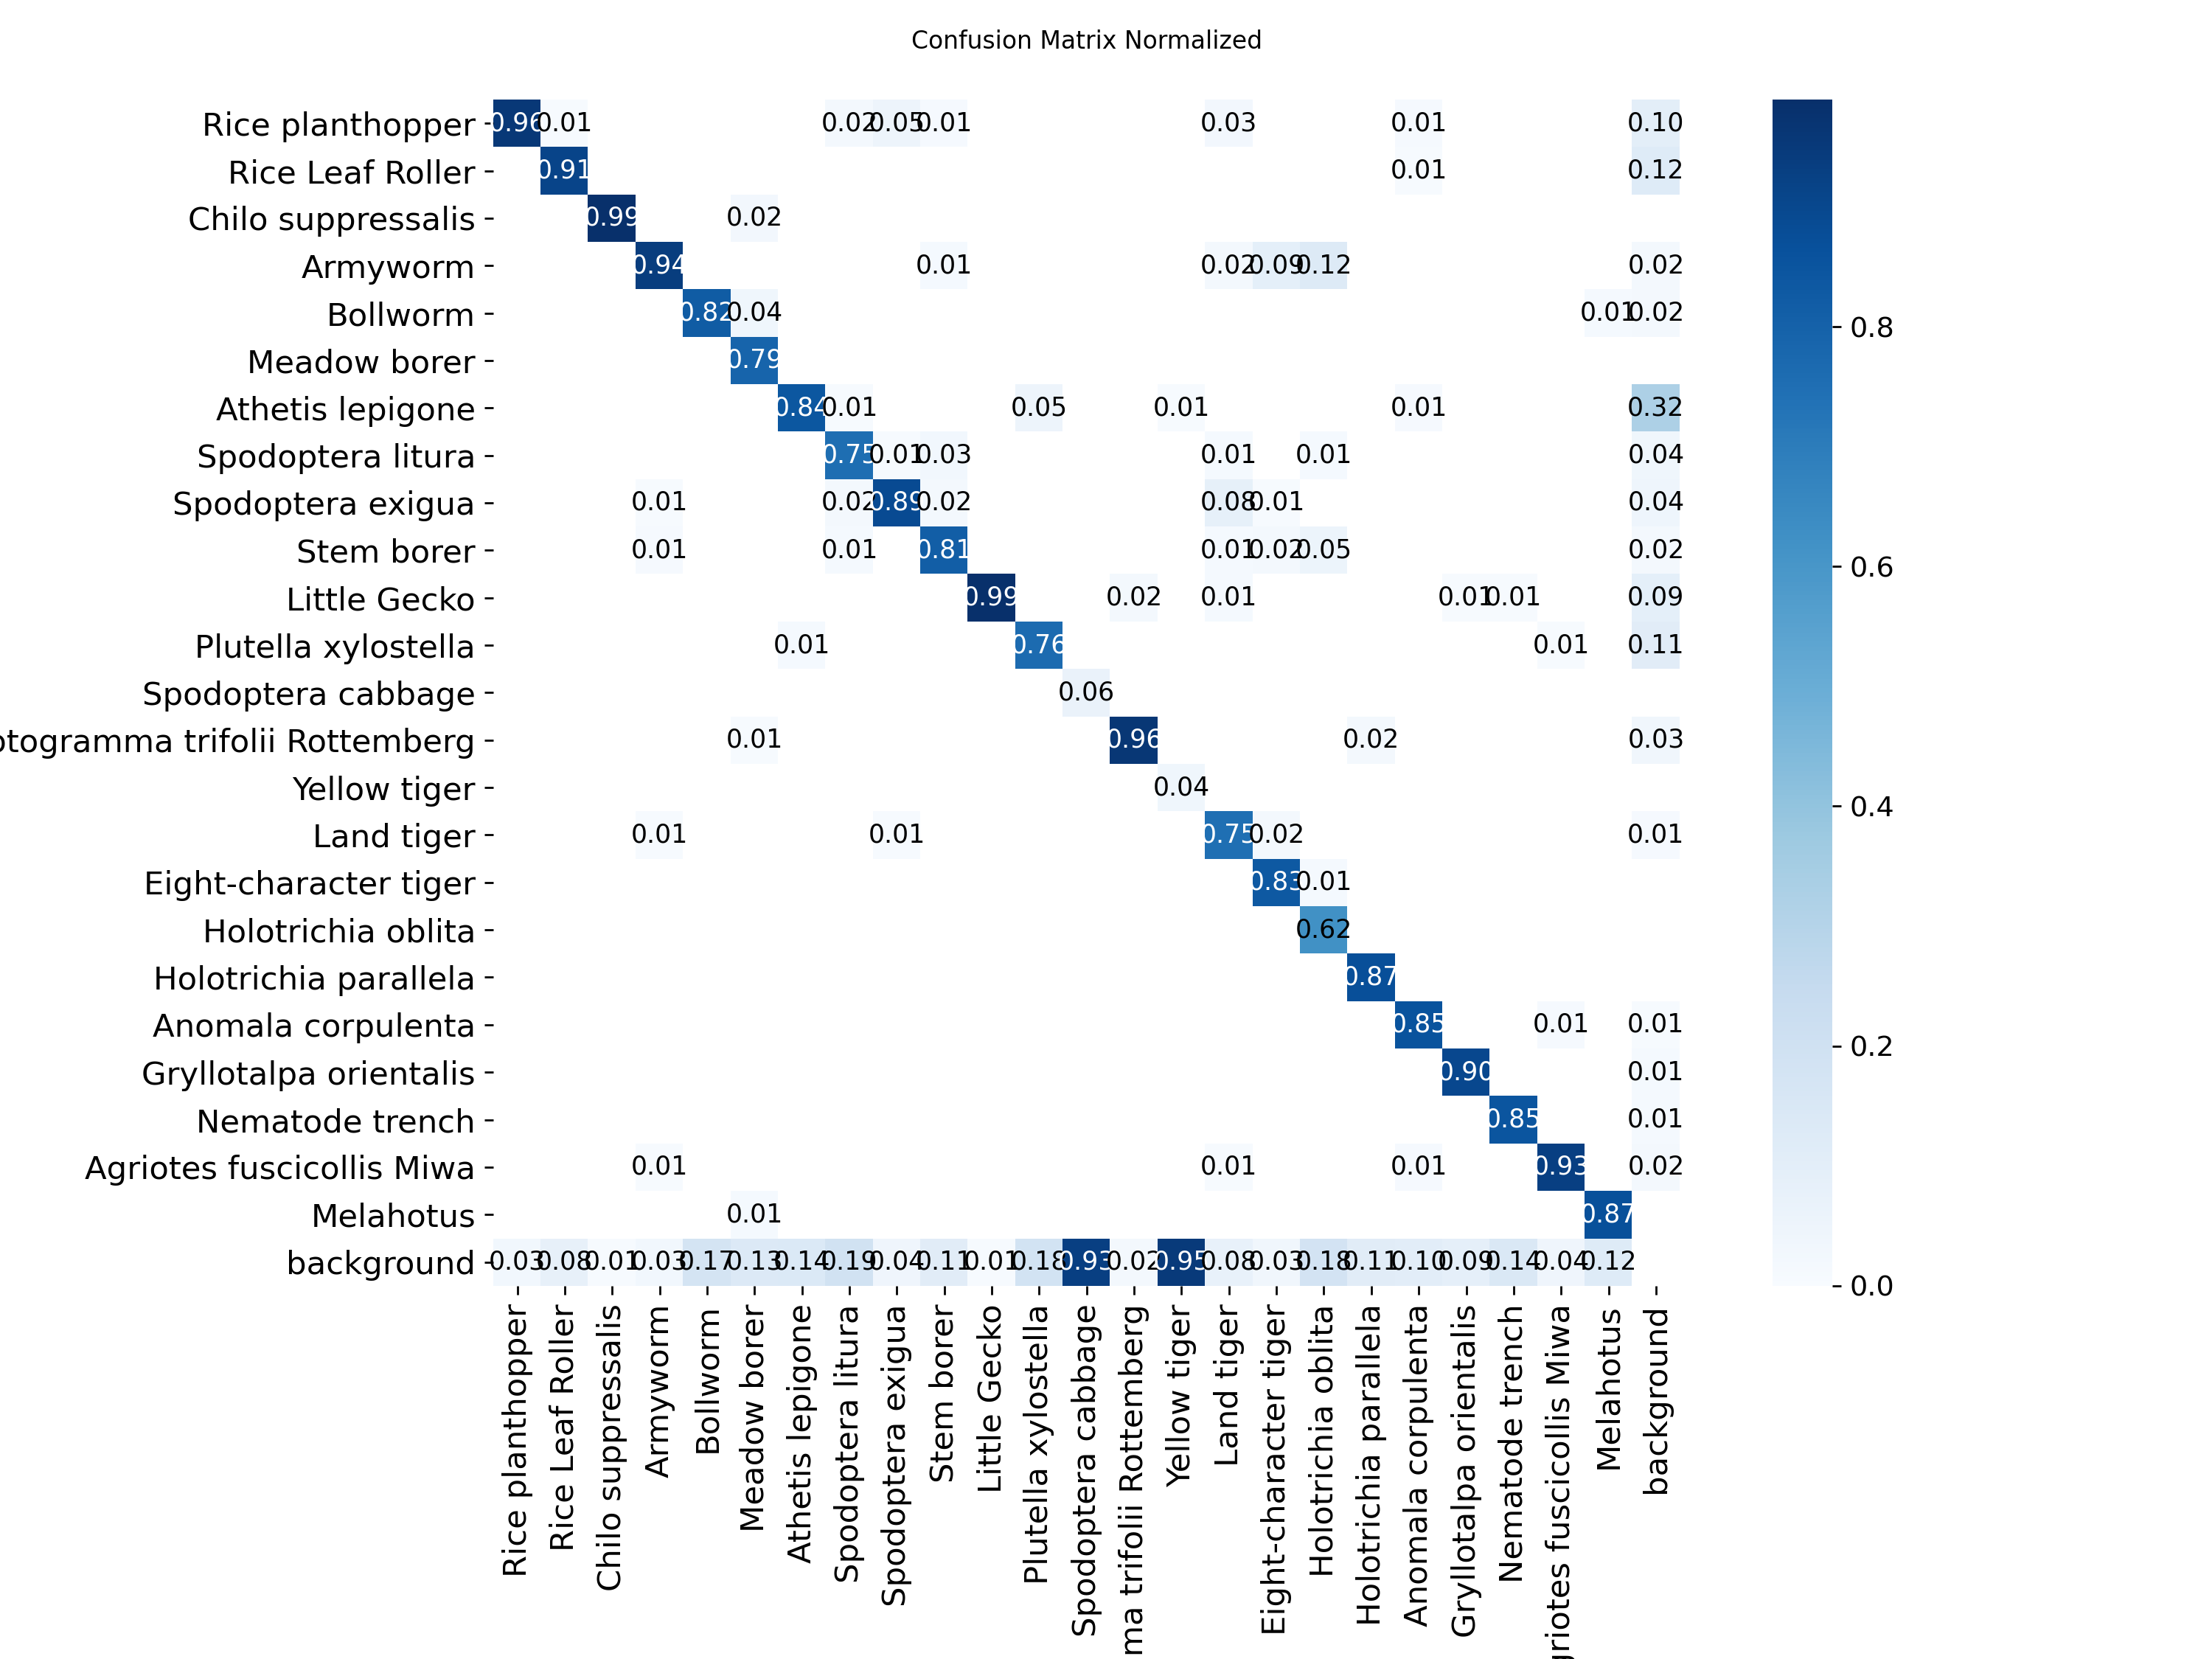 Confusion Matrix Normalized
Rice planthopper 0.96 0.01 0.02 0.05 0.01 0.03 0.01 0.10
Rice Leaf Roller 0.91 0.01 0.12
Chilo suppressalis 0.99 0.02
Armyworm 0.94 0.01 0.02 0.09 0.12 0.02
Bollworm 0.82 0.04 0.01 0.02
0.8
Meadow borer 0.79
Athetis lepigone 0.84 0.01 0.05 0.01 0.01 0.32
Spodoptera litura 0.75 0.01 0.03 0.01 0.01 0.04
Spodoptera exigua 0.01 0.02 0.89 0.02 0.08 0.01 0.04
Stem borer 0.01 0.01 0.81 0.01 0.02 0.05 0.02
0.6
Little Gecko 0.99 0.02 0.01 0.01 0.01 0.09
Plutella xylostella 0.01 0.76 0.01 0.11
Spodoptera cabbage 0.06
otogramma trifolii Rottemberg 0.01 0.96 0.02 0.03
Yellow tiger 0.04
0.4
Land tiger 0.01 0.01 0.75 0.02 0.01
Eight-character tiger 0.83 0.01
Holotrichia oblita 0.62
Holotrichia parallela 0.87
Anomala corpulenta 0.85 0.01 0.01
0.2
Gryllotalpa orientalis 0.90 0.01
Nematode trench 0.85 0.01
Agriotes fuscicollis Miwa 0.01 0.01 0.01 0.93 0.02
Melahotus 0.01 0.87
background 0.03 0.08 0.01 0.03 0.17 0.13 0.14 0.19 0.04 0.11 0.01 0.18 0.93 0.02 0.95 0.08 0.03 0.18 0.11 0.10 0.09 0.14 0.04 0.12
0.0
Rice planthopper
Rice Leaf Roller
Chilo suppressalis
Armyworm
Bollworm
Meadow borer
Athetis lepigone
Spodoptera litura
Spodoptera exigua
Stem borer
Little Gecko
Plutella xylostella
Spodoptera cabbage
ma trifolii Rottemberg
Yellow tiger
Land tiger
Eight-character tiger
Holotrichia oblita
Holotrichia parallela
Anomala corpulenta
Gryllotalpa orientalis
Nematode trench
griotes fuscicollis Miwa
Melahotus
background